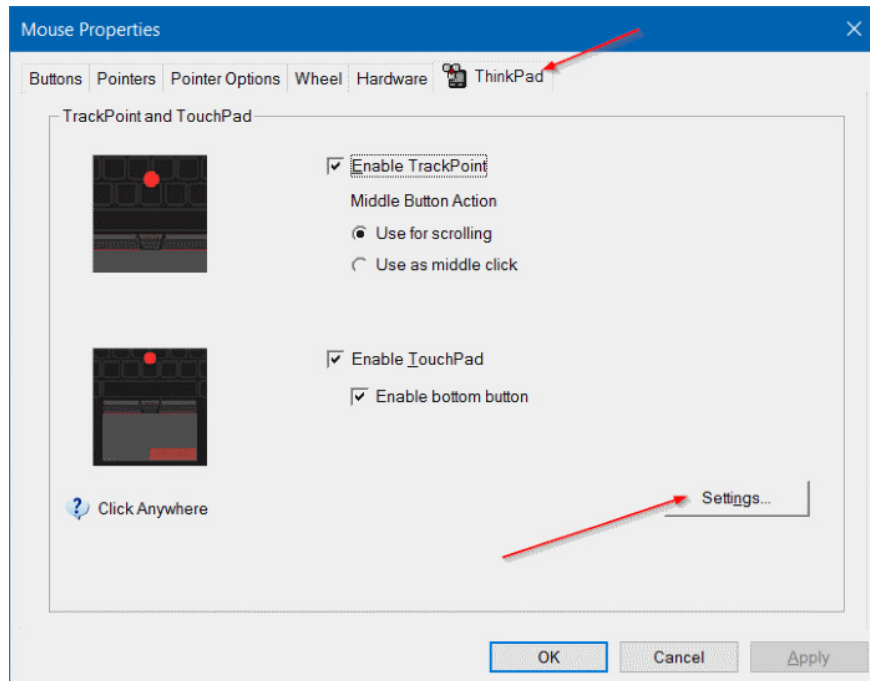 Mouse Properties
Buttons Pointers Pointer Options Wheel Hardware ThinkPad
TrackPoint and TouchPad
Enable TrackPoint
Middle Button Action
Use for scrolling
Use as middle click
Enable TouchPad
Enable bottom button
? Click Anywhere
Settings...
OK Cancel Apply